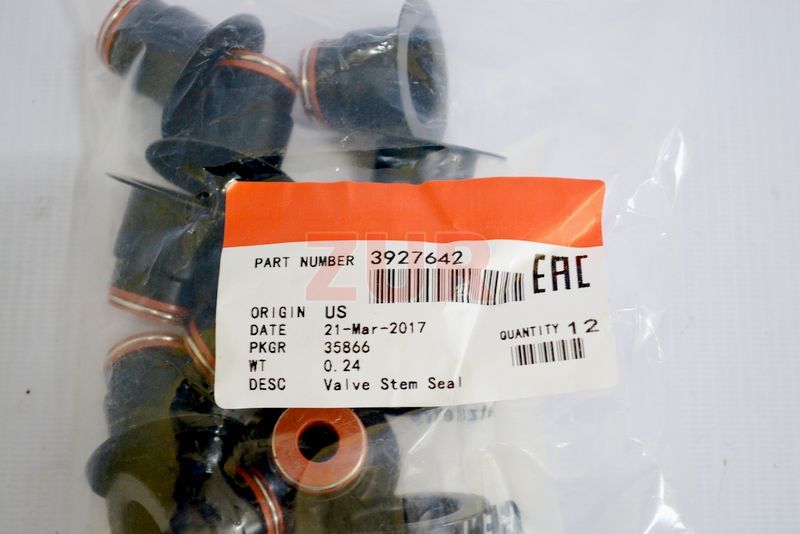 PART NUMBER 3927642
EAC
ZUR
ORIGIN US
DATE 21-Mar-2017
QUANTITY 12
PKGR 35866
WT 0.24
DESC Valve Stem Seal